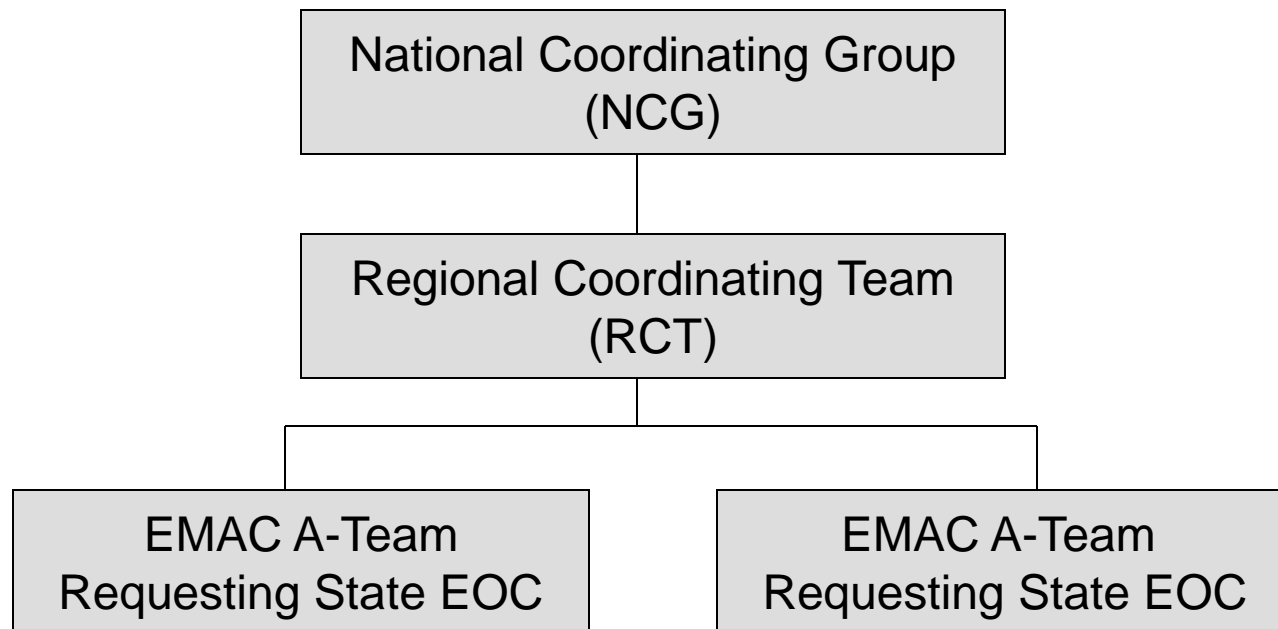 National Coordinating Group
(NCG)
Regional Coordinating Team
(RCT)
EMAC A-Team
Requesting State EOC
EMAC A-Team
Requesting State EOC